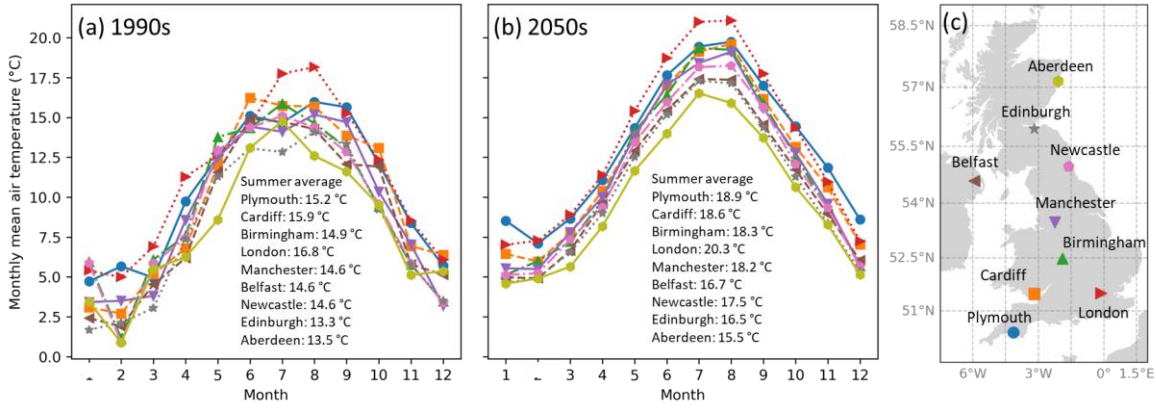 (a) 1990s
Monthly mean air temperature (°C)
20.0
17.5
15.0
12.5
10.0
7.5
5.0
2.5
0.0
Summer average
Plymouth: 15.2 °C
Cardiff: 15.9 °C
Birmingham: 14.9 °C
London: 16.8 °C
Manchester: 14.6 °C
Belfast: 14.6 °C
Newcastle: 14.6 °C
Edinburgh: 13.3 °C
Aberdeen: 13.5 °C
2 3 4 5 6 7 8 9 10 11 12
Month
(b) 2050s
Summer average
Plymouth: 18.9 °C
Cardiff: 18.6 °C
Birmingham: 18.3 °C
London: 20.3 °C
Manchester: 18.2 °C
Belfast: 16.7 °C
Newcastle: 17.5 °C
Edinburgh: 16.5 °C
Aberdeen: 15.5 °C
1 3 4 5 6 7 8 9 10 11 12
Month
(c)
58.5°N
57°N
55.5°N
54°N
52.5°N
51°N
Aberdeen
Edinburgh
Newcastle
Belfast
Manchester
Birmingham
Cardiff
London
Plymouth
6°W 3°W 0° 1.5°E